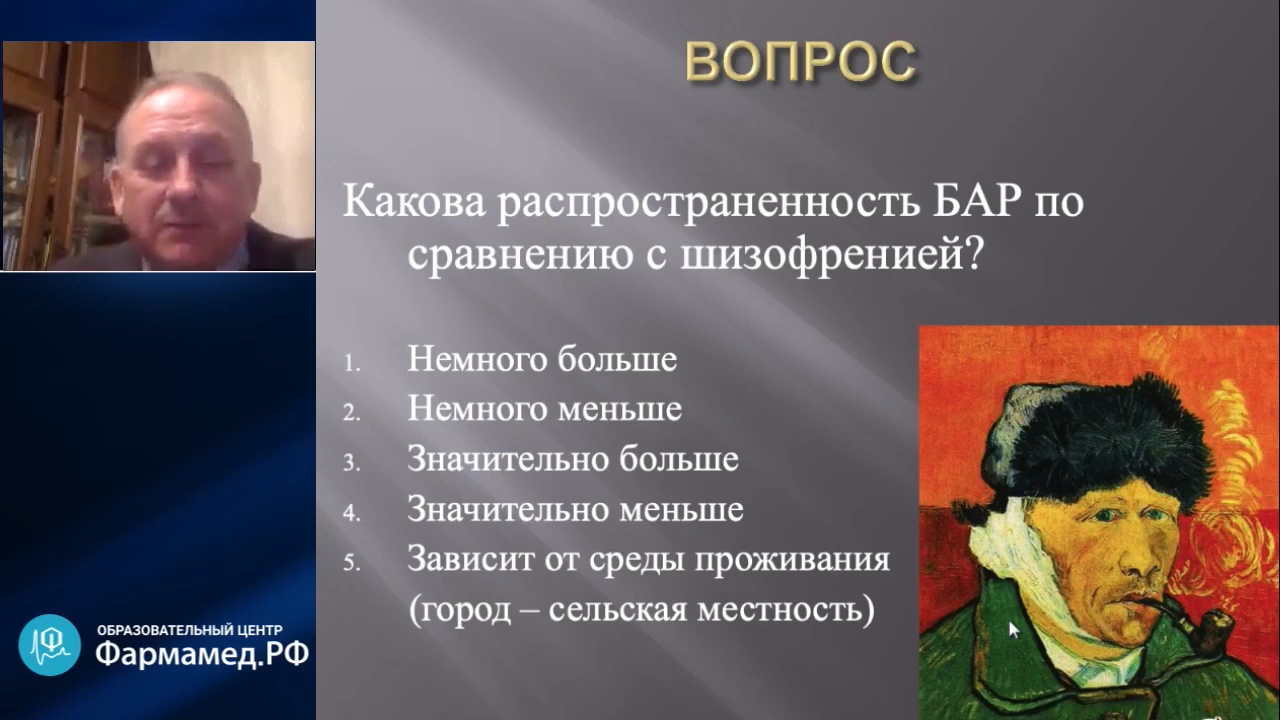 ВОПРОС
Какова распространенность БАР по
сравнению с шизофренией?
1. Немного больше
2. Немного меньше
3. Значительно больше
4. Значительно меньше
5. Зависит от среды проживания
(город – сельская местность)
ОБРАЗОВАТЕЛЬНЫЙ ЦЕНТР
Фармамед.РФ